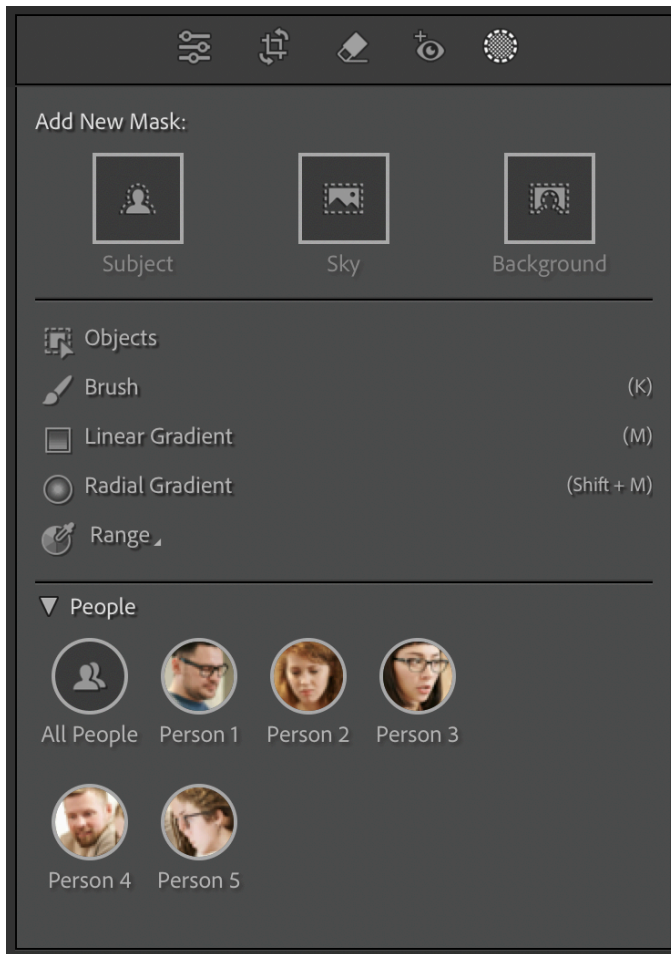 Add New Mask:
Subject Sky Background
Objects
Brush (K)
Linear Gradient (M)
Radial Gradient (Shift + M)
Range
People
All People Person 1 Person 2 Person 3
Person 4 Person 5